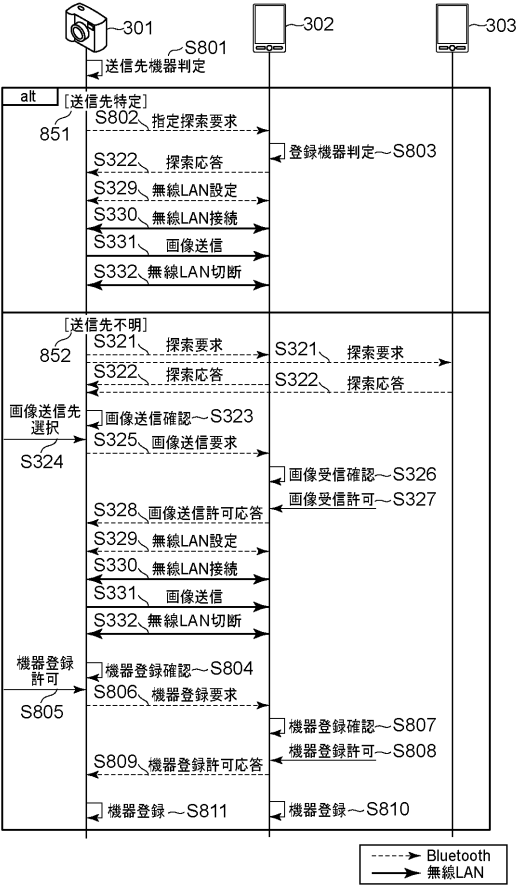 301
302
303
S801
送信先機器判定
alt
[送信先特定]
851
S802 指定探索要求
登録機器判定 S803
S322 探索応答
S329 無線LAN設定
S330 無線LAN接続
S331 画像送信
S332 無線LAN切断
[送信先不明]
852
S321 探索要求
S321 探索要求
S322 探索応答
S322 探索応答
画像送信先
選択
S324
画像送信確認 S323
S325 画像送信要求
画像受信確認 S326
画像受信許可 S327
S328 画像送信許可応答
S329 無線LAN設定
S330 無線LAN接続
S331 画像送信
S332 無線LAN切断
機器登録
許可
S805
機器登録確認 S804
S806 機器登録要求
機器登録確認 S807
機器登録許可 S808
S809 機器登録許可応答
機器登録 S811
機器登録 S810
Bluetooth
無線LAN